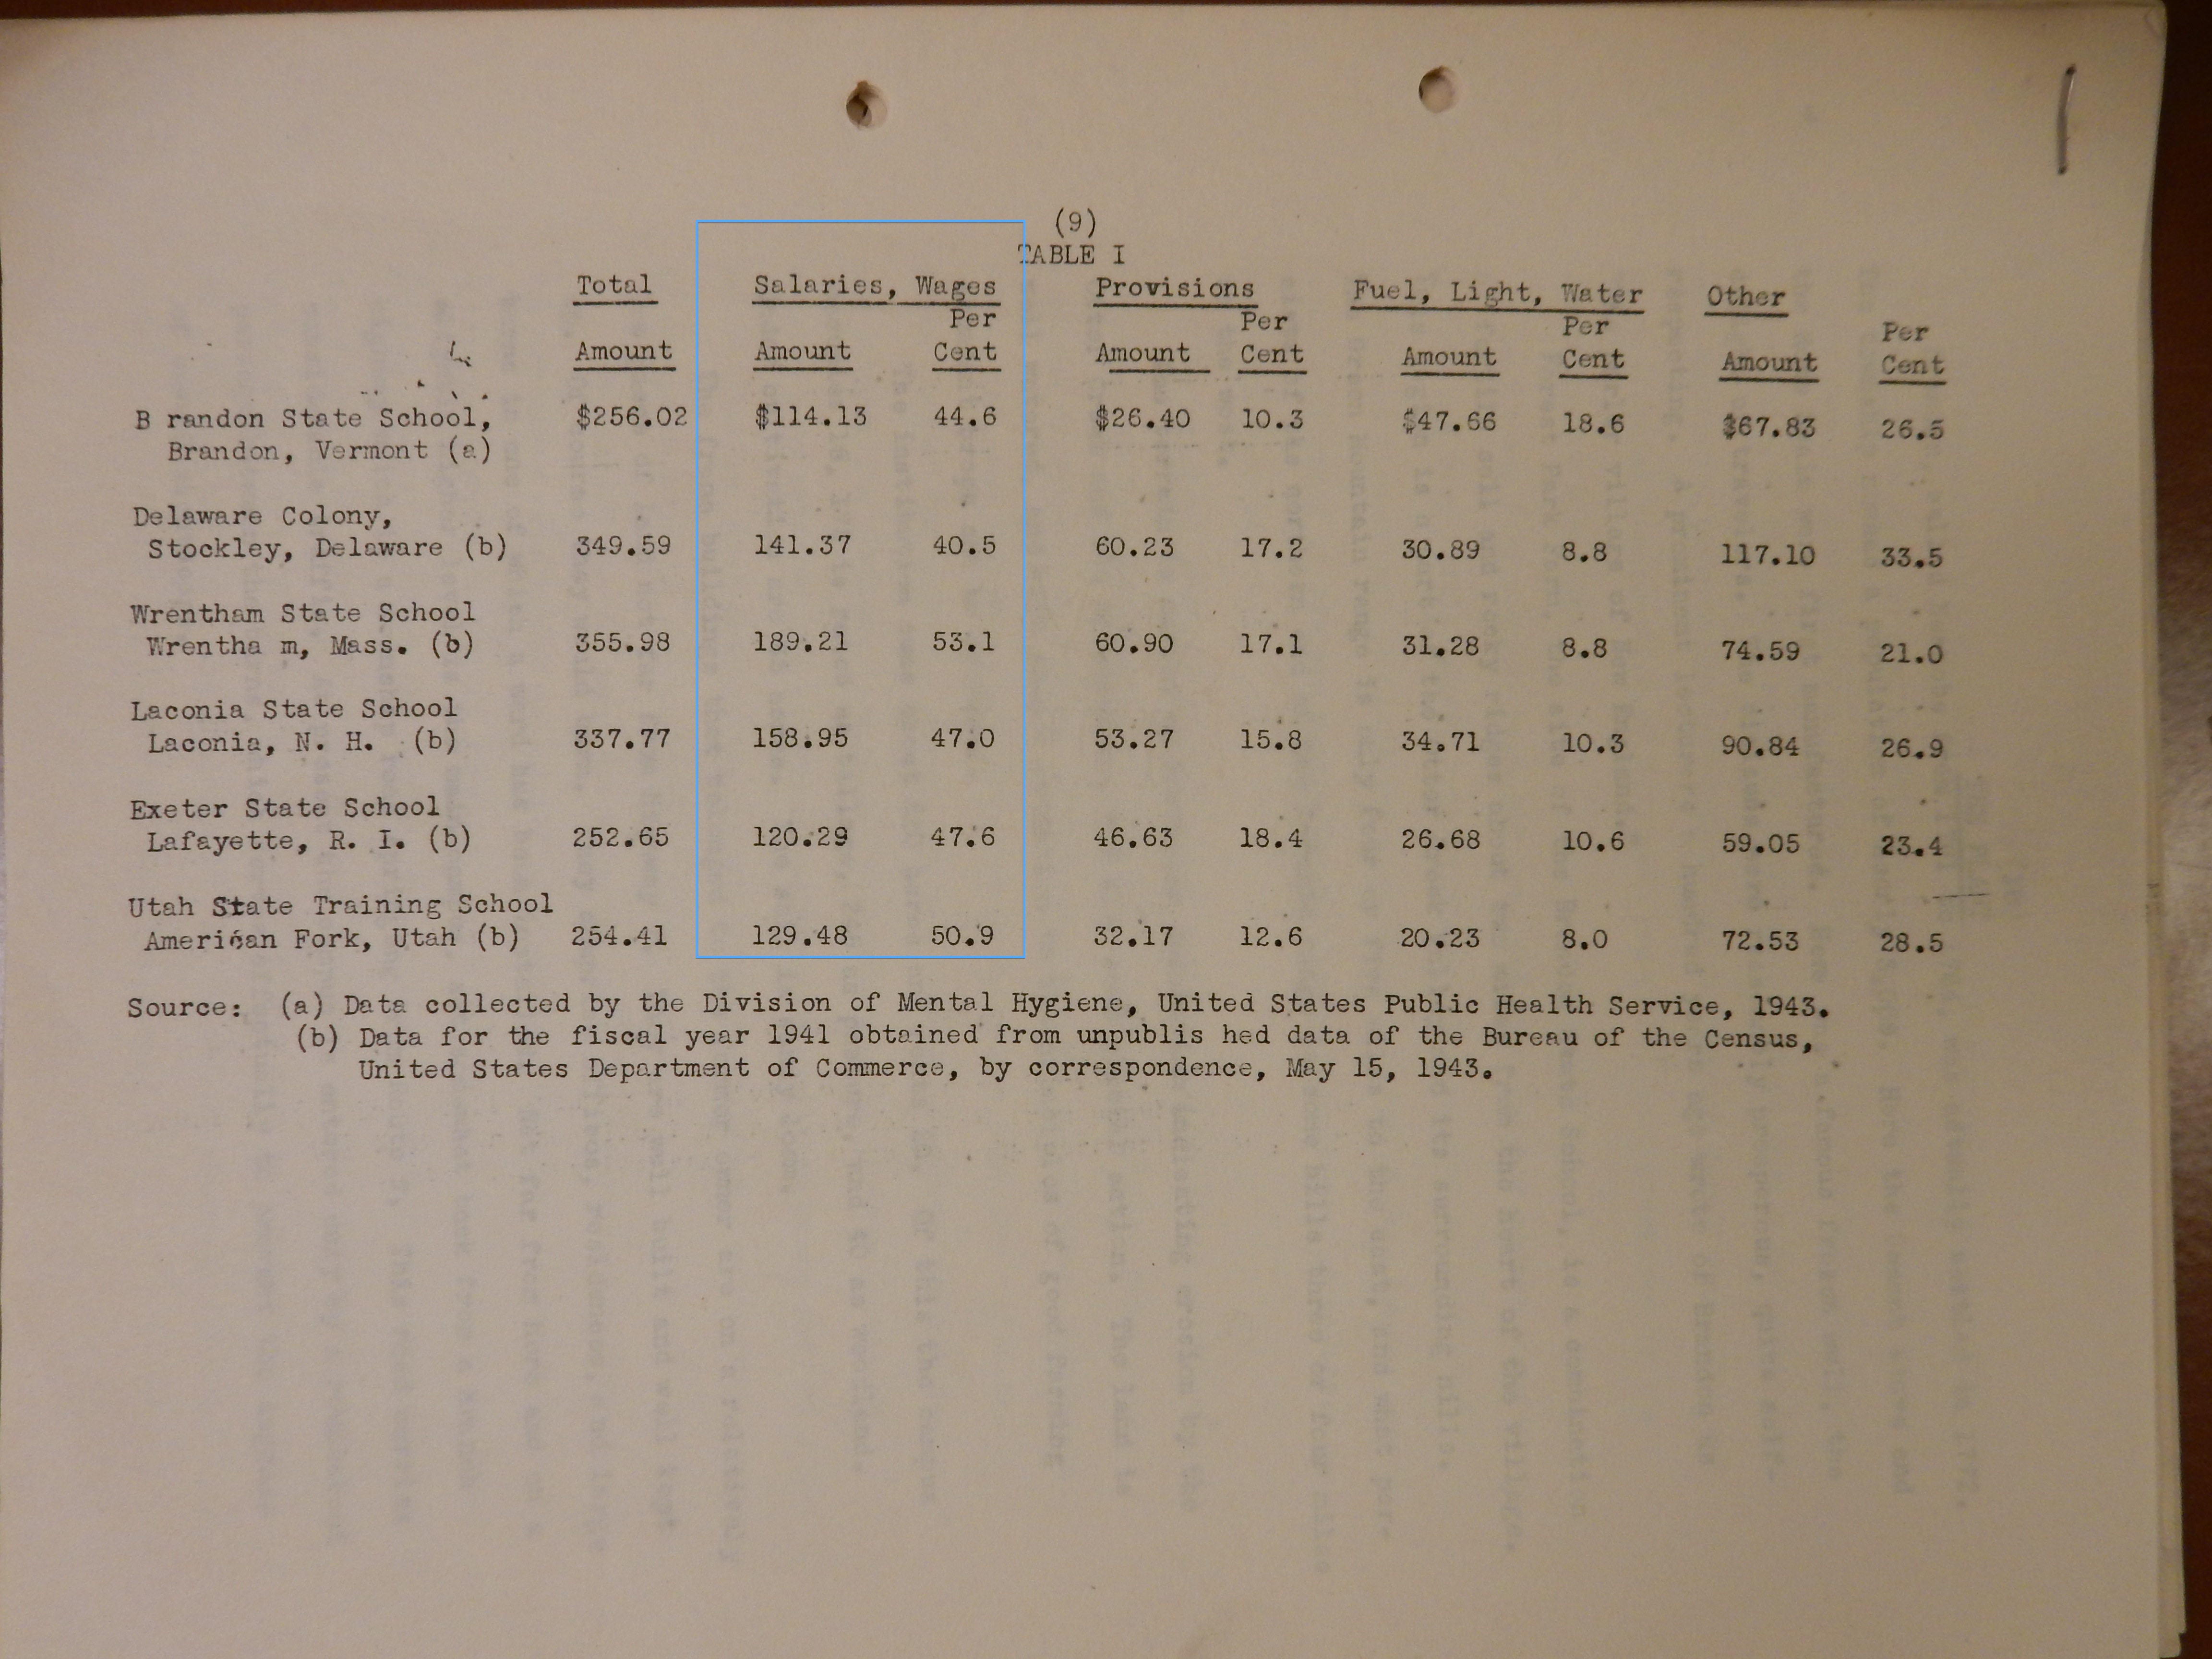 (9)
TABLE I
Total Salaries, Wages Provisions Fuel, Light, Water Other
Per Per Per Per
Amount Amount Cent Amount Cent Amount Cent Amount Cent
B randon State School, $256.02 $114.13 44.6 $26.40 10.3 $47.66 18.6 $67.83 26.5
Brandon, Vermont (a)
Delaware Colony,
Stockley, Delaware (b) 349.59 141.37 40.5 60.23 17.2 30.89 8.8 117.10 33.5
Wrentham State School
Wrentha m, Mass. (b) 355.98 189.21 53.1 60.90 17.1 31.28 8.8 74.59 21.0
Laconia State School
Laconia, N. H. (b) 337.77 158.95 47.0 53.27 15.8 34.71 10.3 90.84 26.9
Exeter State School
Lafayette, R. I. (b) 252.65 120.29 47.6 46.63 18.4 26.68 10.6 59.05 23.4
Utah State Training School
American Fork, Utah (b) 254.41 129.48 50.9 32.17 12.6 20.23 8.0 72.53 28.5
Source: (a) Data collected by the Division of Mental Hygiene, United States Public Health Service, 1943.
(b) Data for the fiscal year 1941 obtained from unpublis hed data of the Bureau of the Census,
United States Department of Commerce, by correspondence, May 15, 1943.